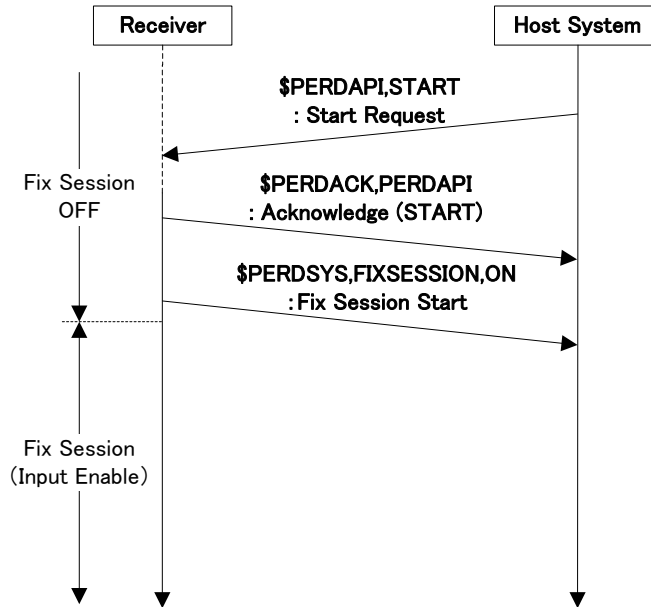 Receiver
Host System
$PERDAPI,START
: Start Request
Fix Session
OFF
$PERDACK,PERDAPI
: Acknowledge (START)
$PERDSYS,FIXSESSION,ON
:Fix Session Start
Fix Session
(Input Enable)